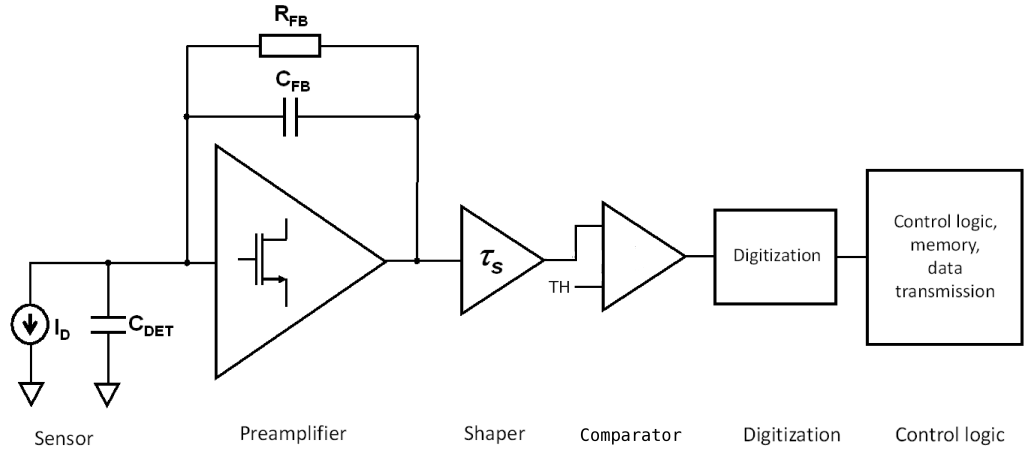 R_FB
C_FB
τ_s
TH
I_D
C_DET
Digitization
Control logic,
memory,
data
transmission
Sensor
Preamplifier
Shaper
Comparator
Digitization
Control logic